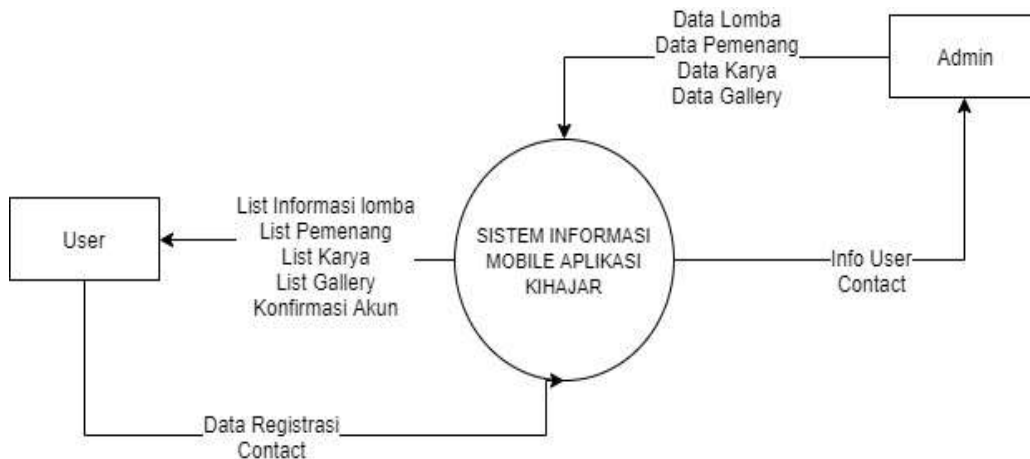 Data Lomba
Data Pemenang
Data Karya
Data Gallery
Admin
User
List Informasi lomba
List Pemenang
List Karya
List Gallery
Konfirmasi Akun
SISTEM INFORMASI
MOBILE APLIKASI
KIHAJAR
Info User
Contact
Data Registrasi
Contact